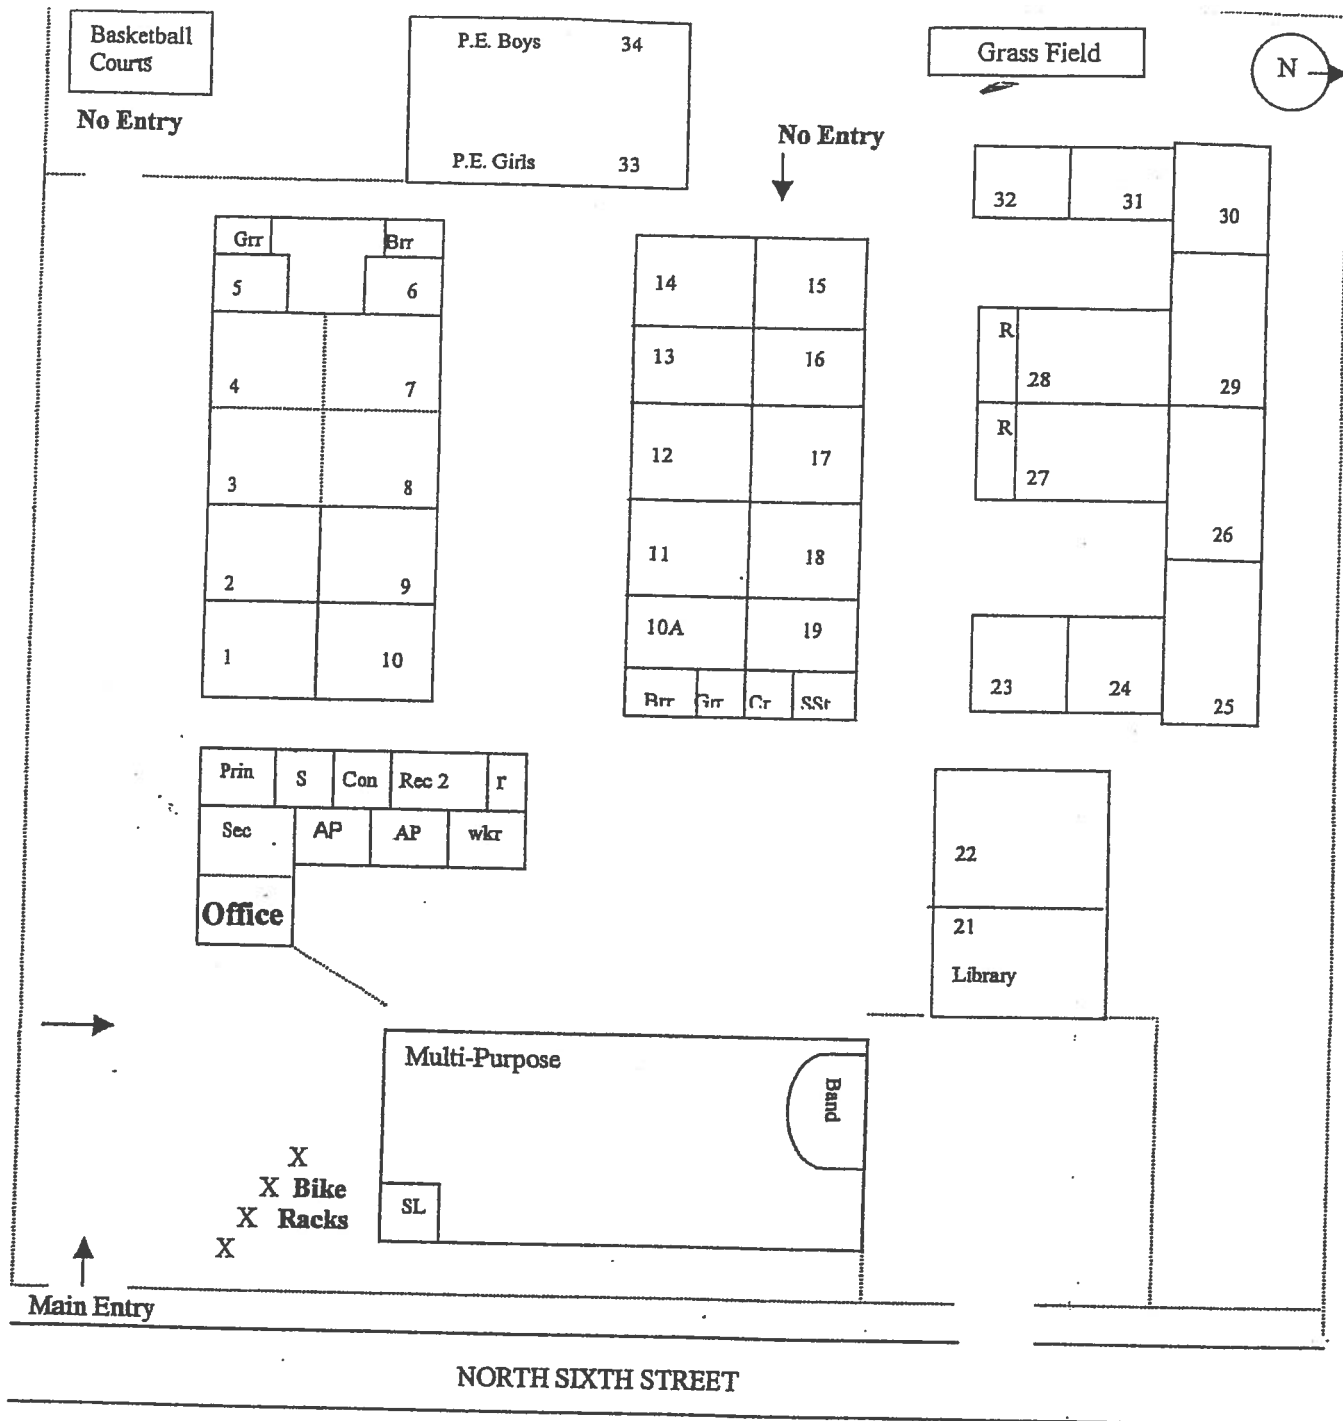 Basketball
Courts
No Entry
P.E. Boys 34
P.E. Girls 33
Grass Field
N
No Entry
Grr
Brr
5
6
4
7
3
8
2
9
1
10
14
15
13
16
12
17
11
18
10A
19
Brr
Grr
Cr
SSt
32
31
30
R
28
29
R
27
26
23
24
25
Prin
S
Con
Rec 2
r
Sec
AP
AP
wkr
Office
22
21
Library
Multi-Purpose
Band
SL
X
X Bike
X Racks
X
Main Entry
NORTH SIXTH STREET